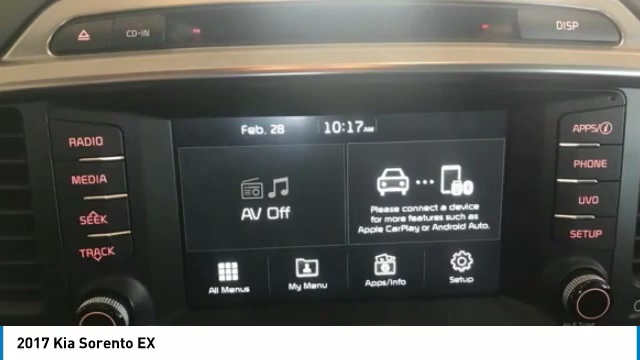 CD-IN
DISP
Feb. 28
10:17 AM
RADIO
MEDIA
SEEK
TRACK
APPS/i
PHONE
UVO
SETUP
AV Off
Please connect a device
for more features such as
Apple CarPlay or Android Auto.
All Menus
My Menu
Apps/Info
Setup
2017 Kia Sorento EX